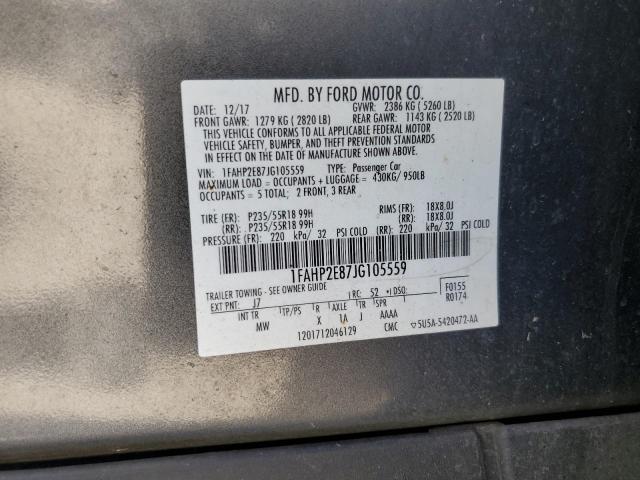 MFD. BY FORD MOTOR CO.
DATE: 12/17 GVWR: 2386 KG ( 5260 LB)
FRONT GAWR: 1279 KG ( 2820 LB) REAR GAWR: 1143 KG ( 2520 LB)
THIS VEHICLE CONFORMS TO ALL APPLICABLE FEDERAL MOTOR
VEHICLE SAFETY, BUMPER, AND THEFT PREVENTION STANDARDS
IN EFFECT ON THE DATE OF MANUFACTURE SHOWN ABOVE.
VIN: 1FAHP2E87JG105559 TYPE: Passenger Car
MAXIMUM LOAD = OCCUPANTS + LUGGAGE = 430KG/ 950LB
OCCUPANTS = 5 TOTAL; 2 FRONT, 3 REAR
TIRE (FR): P235/55R18 99H RIMS (FR): 18X8.0J
(RR): P235/55R18 99H (RR): 18X8.0J
PRESSURE (FR): 220 kPa/ 32 PSI COLD (RR): 220 kPa/ 32 PSI COLD
1FAHP2E87JG105559
TRAILER TOWING - SEE OWNER GUIDE
EXT PNT: J7 RC: 52 DSO: F0155
INT TR TP/PS R AXLE TR SPR R0174
MW X 1A J AAAA
1201712046129 CMC 5U5A-5420472-AA